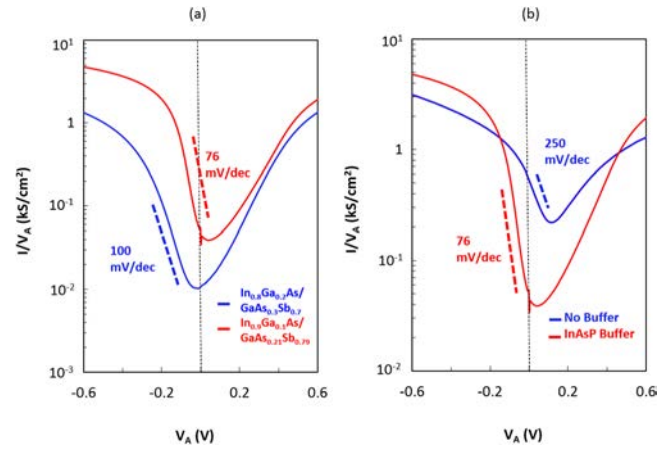 (a)
I/V_A (kS/cm²)
10¹
1
10⁻¹
10⁻²
10⁻³
76
mV/dec
100
mV/dec
In₀.₈Ga₀.₂As/
GaAs₀.₃Sb₀.₇
In₀.₉Ga₀.₁As/
GaAs₀.₂₁Sb₀.₇₉
-0.6
-0.2
0.2
0.6
V_A (V)
(b)
I/V_A (kS/cm²)
10¹
1
10⁻¹
10⁻²
250
mV/dec
76
mV/dec
No Buffer
InAsP Buffer
-0.6
-0.2
0.2
0.6
V_A (V)